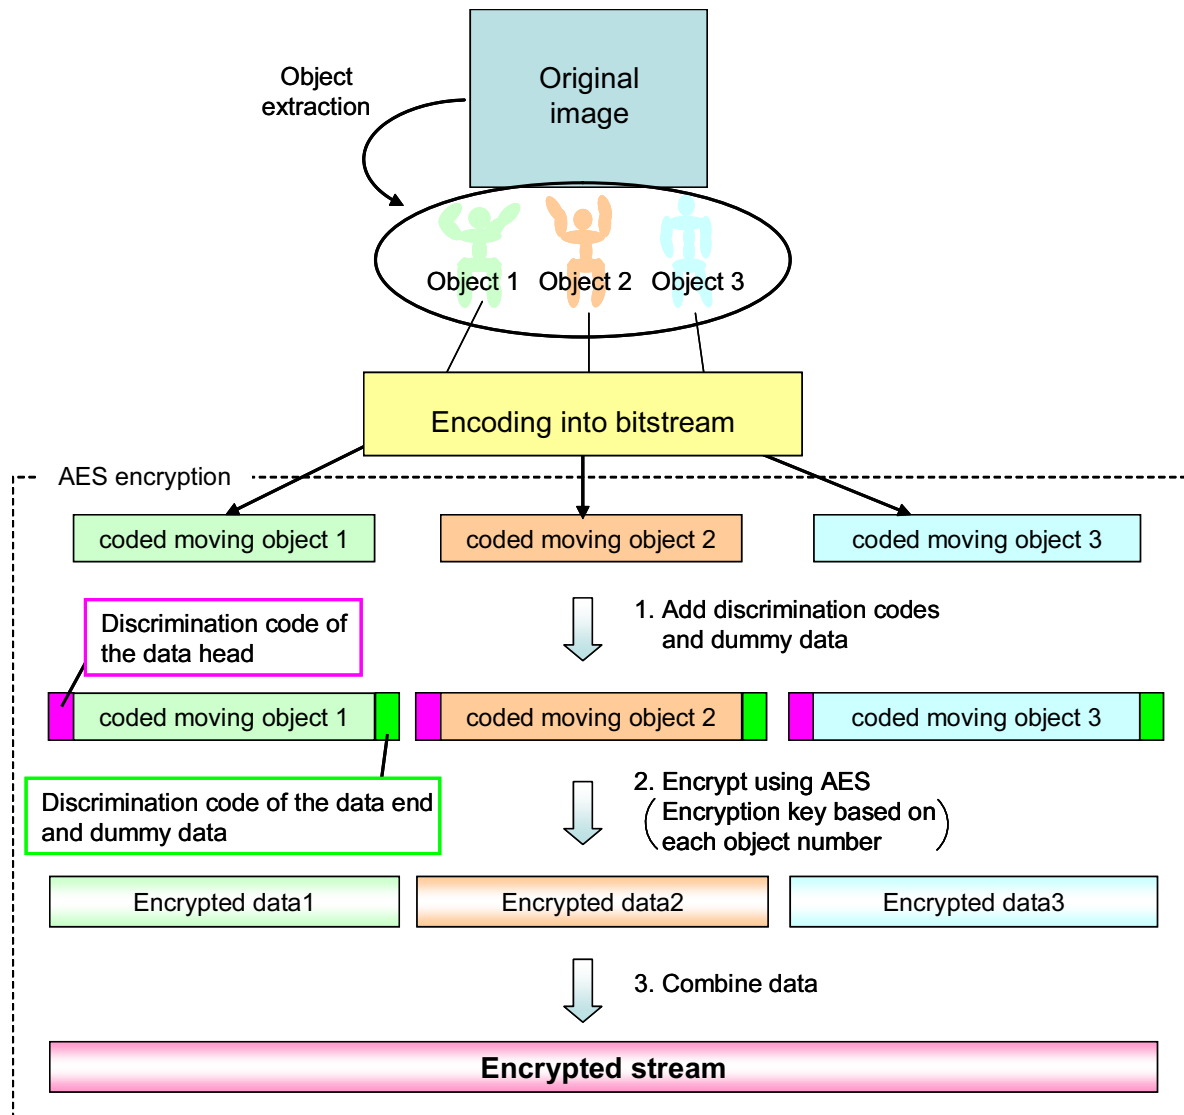 Original
image
Object
extraction
Object 1
Object 2
Object 3
Encoding into bitstream
AES encryption
coded moving object 1
coded moving object 2
coded moving object 3
1. Add discrimination codes
and dummy data
Discrimination code of
the data head
coded moving object 1
coded moving object 2
coded moving object 3
Discrimination code of the data end
and dummy data
2. Encrypt using AES
(Encryption key based on
each object number)
Encrypted data1
Encrypted data2
Encrypted data3
3. Combine data
Encrypted stream